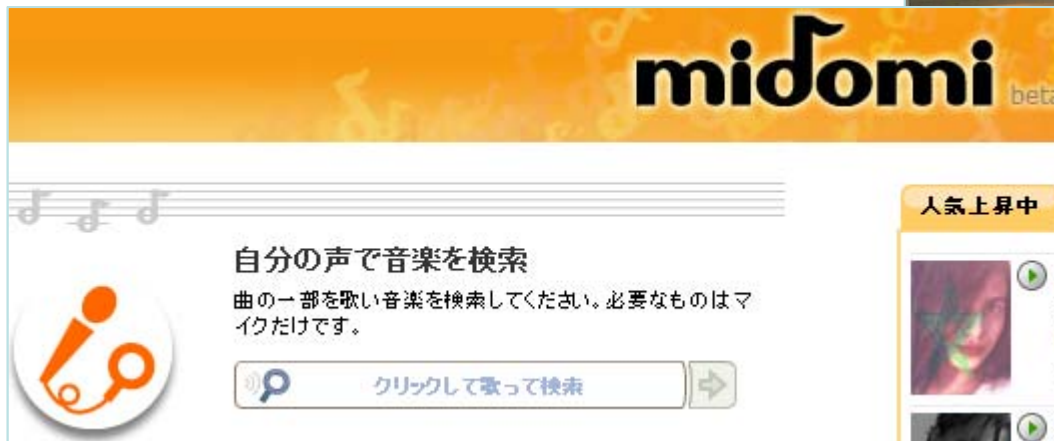 midomi beta
人気上昇中
自分の声で音楽を検索
曲の一部を歌い音楽を検索してください。必要なものはマ
イクだけです。
クリックして歌って検索